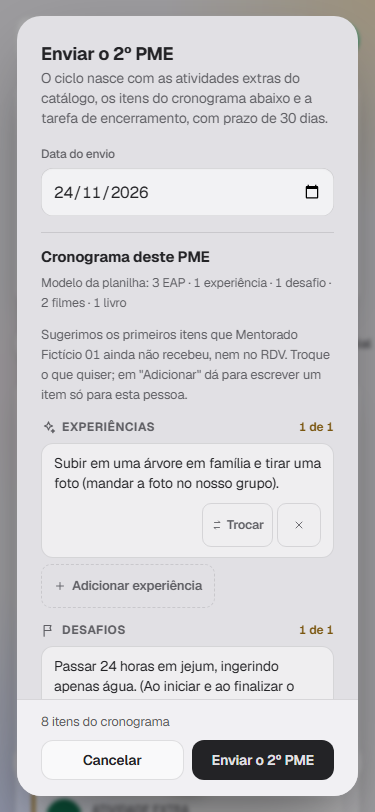 Enviar o 2º PME
O ciclo nasce com as atividades extras do
catálogo, os itens do cronograma abaixo e a
tarefa de encerramento, com prazo de 30 dias.
Data do envio
24/11/2026
Cronograma deste PME
Modelo da planilha: 3 EAP · 1 experiência · 1 desafio ·
2 filmes · 1 livro
Sugerimos os primeiros itens que Mentorado
Fictício 01 ainda não recebeu, nem no RDV. Troque
o que quiser; em "Adicionar" dá para escrever um
item só para esta pessoa.
EXPERIÊNCIAS 1 de 1
Subir em uma árvore em família e tirar uma
foto (mandar a foto no nosso grupo).
Trocar
Adicionar experiência
DESAFIOS 1 de 1
Passar 24 horas em jejum, ingerindo
apenas água. (Ao iniciar e ao finalizar o
8 itens do cronograma
Cancelar Enviar o 2º PME